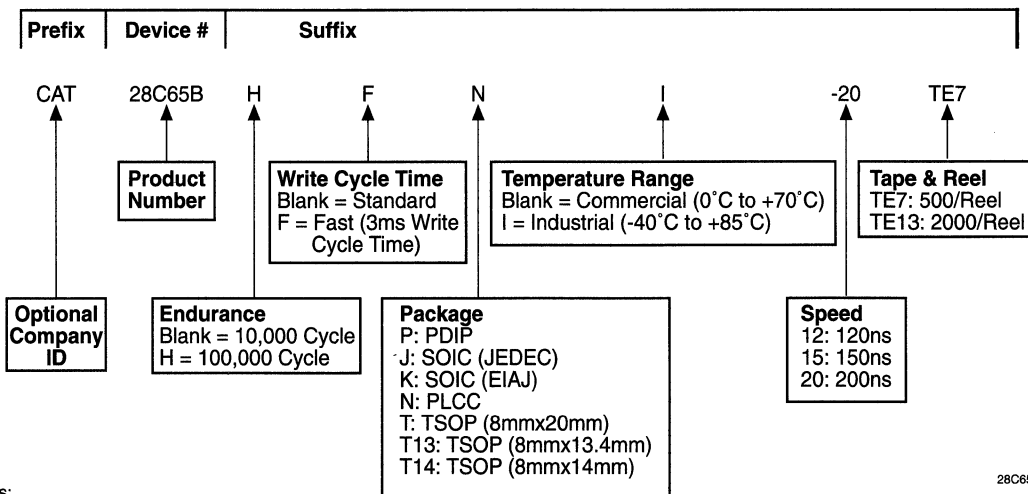 Prefix Device # Suffix
CAT 28C65B H F N I -20 TE7
Product
Number
Write Cycle Time
Blank = Standard
F = Fast (3ms Write
Cycle Time)
Temperature Range
Blank = Commercial (0˚C to +70˚C)
I = Industrial (-40˚C to +85˚C)
Tape & Reel
TE7: 500/Reel
TE13: 2000/Reel
Optional
Company
ID
Endurance
Blank = 10,000 Cycle
H = 100,000 Cycle
Package
P: PDIP
J: SOIC (JEDEC)
K: SOIC (EIAJ)
N: PLCC
T: TSOP (8mmx20mm)
T13: TSOP (8mmx13.4mm)
T14: TSOP (8mmx14mm)
Speed
12: 120ns
15: 150ns
20: 200ns
28C65